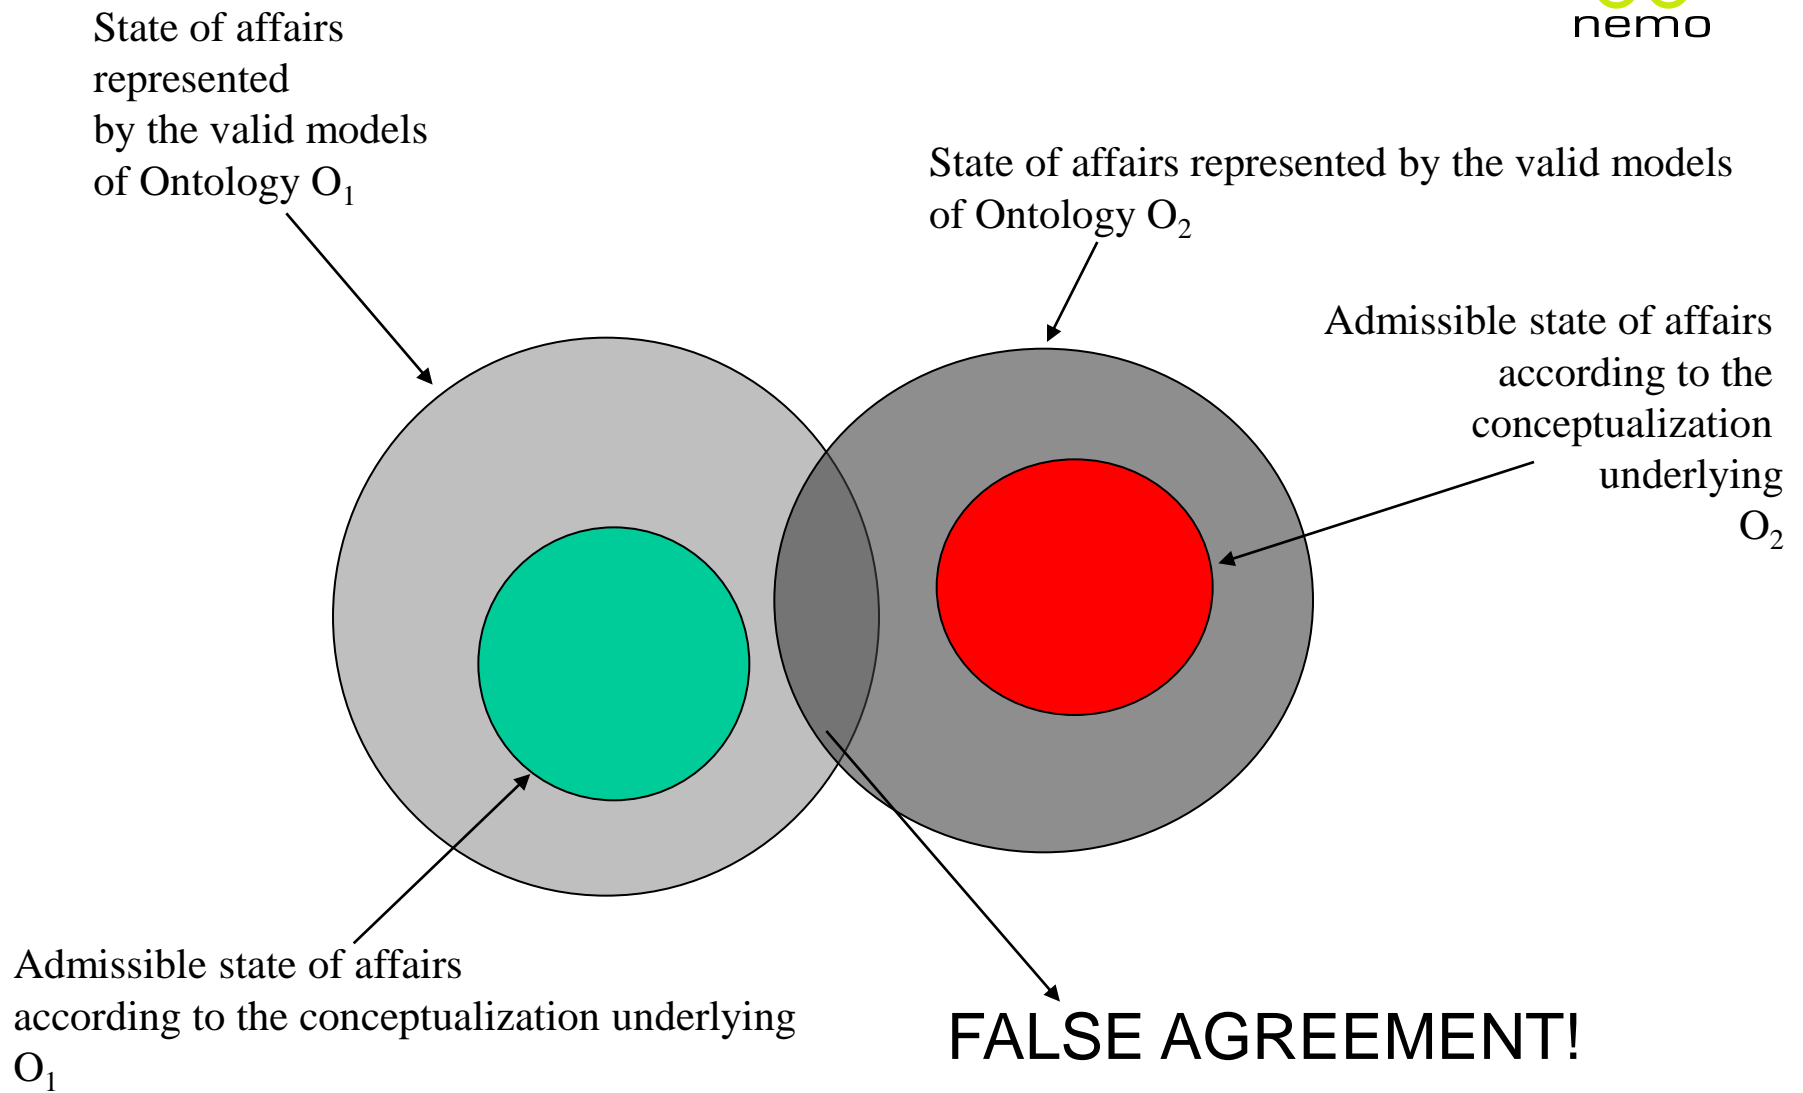 nemo
State of affairs
represented
by the valid models
of Ontology O₁
State of affairs represented by the valid models
of Ontology O₂
Admissible state of affairs
according to the
conceptualization
underlying
O₂
Admissible state of affairs
according to the conceptualization underlying
O₁
FALSE AGREEMENT!